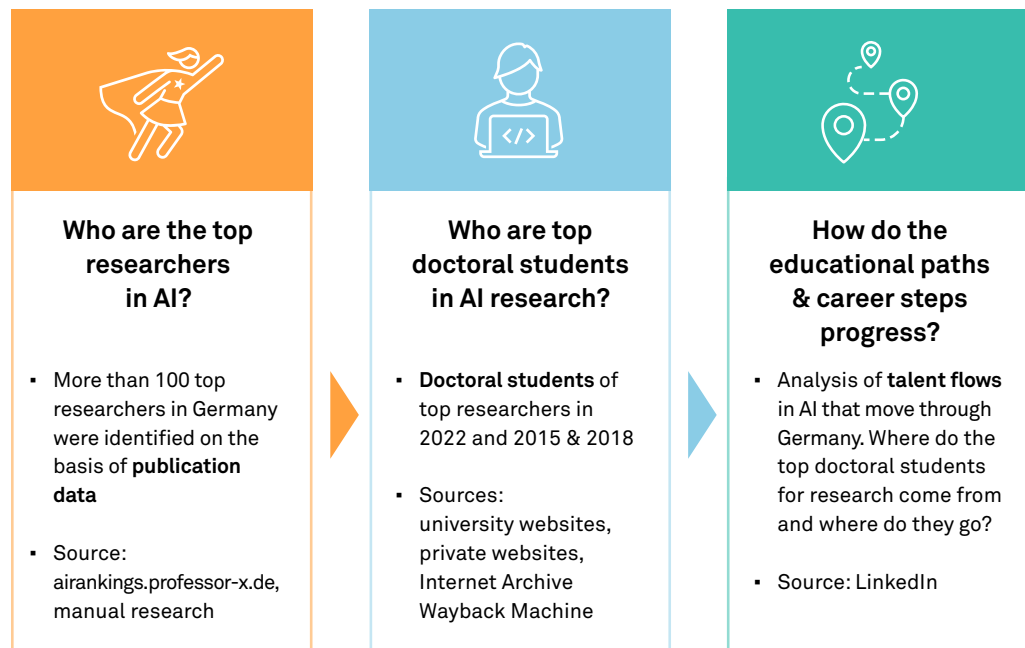 </>
Who are the top
researchers
in AI?
▪ More than 100 top
researchers in Germany
were identified on the
basis of publication
data
▪ Source:
airankings.professor-x.de,
manual research
Who are top
doctoral students
in AI research?
▪ Doctoral students of
top researchers in
2022 and 2015 & 2018
▪ Sources:
university websites,
private websites,
Internet Archive
Wayback Machine
How do the
educational paths
& career steps
progress?
▪ Analysis of talent flows
in AI that move through
Germany. Where do the
top doctoral students
for research come from
and where do they go?
▪ Source: LinkedIn